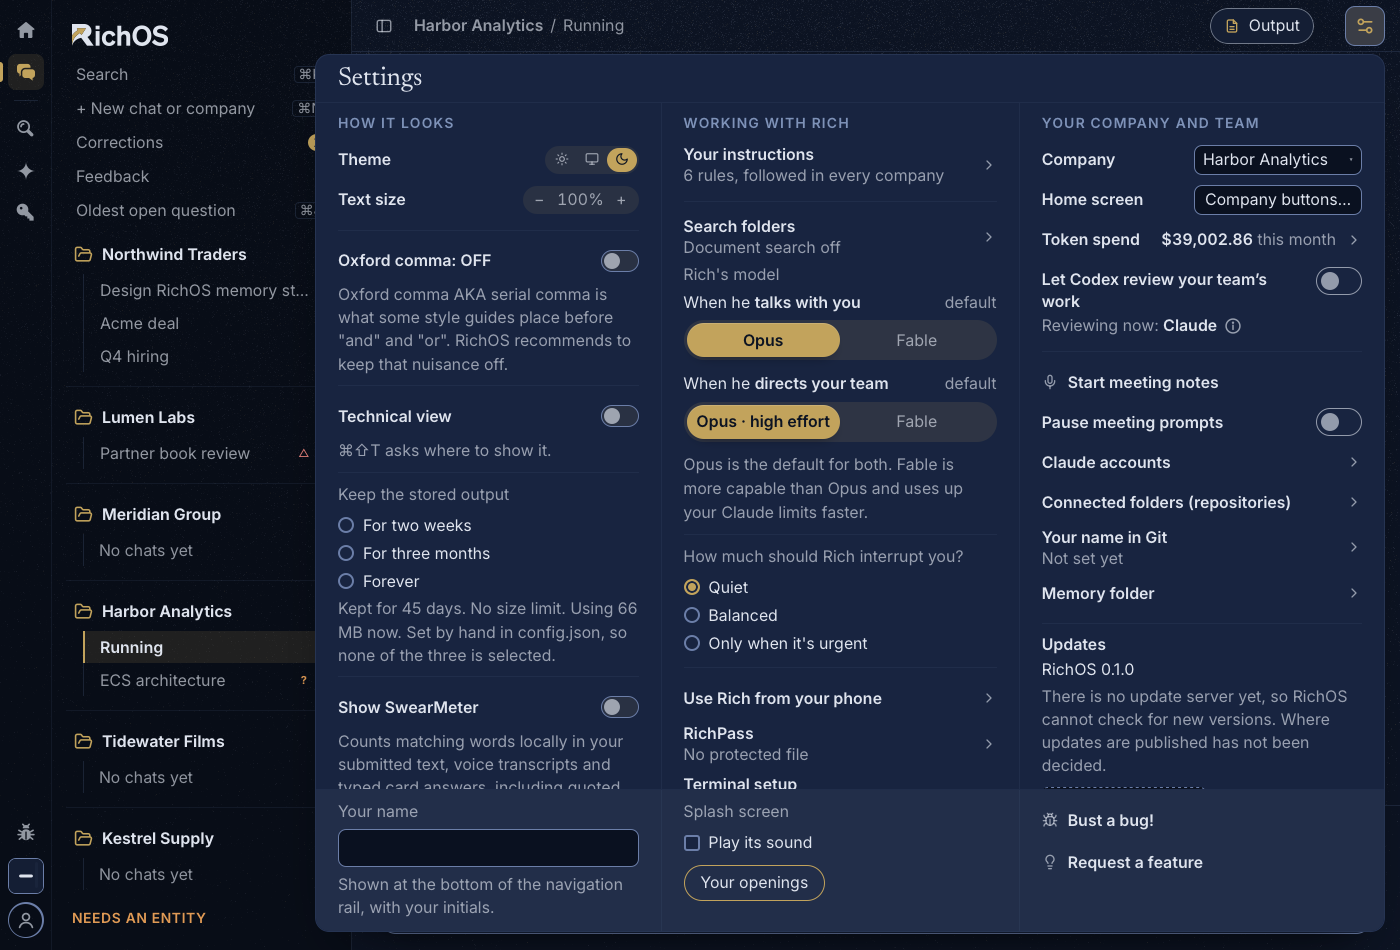 RichOS
Search
+ New chat or company
Corrections
Feedback
Oldest open question
Northwind Traders
Design RichOS memory st...
Acme deal
Q4 hiring
Lumen Labs
Partner book review
Meridian Group
No chats yet
Harbor Analytics
Running
ECS architecture ?
Tidewater Films
No chats yet
Kestrel Supply
No chats yet
NEEDS AN ENTITY
Harbor Analytics / Running
Output
Settings
HOW IT LOOKS
Theme
Text size − 100% +
Oxford comma: OFF
Oxford comma AKA serial comma is
what some style guides place before
"and" and "or". RichOS recommends to
keep that nuisance off.
Technical view
⌘⇧T asks where to show it.
Keep the stored output
For two weeks
For three months
Forever
Kept for 45 days. No size limit. Using 66
MB now. Set by hand in config.json, so
none of the three is selected.
Show SwearMeter
Counts matching words locally in your
submitted text, voice transcripts and
typed card answers, including quoted
Your name
Shown at the bottom of the navigation
rail, with your initials.
WORKING WITH RICH
Your instructions
6 rules, followed in every company
Search folders
Document search off
Rich's model
When he talks with you default
Opus Fable
When he directs your team default
Opus · high effort Fable
Opus is the default for both. Fable is
more capable than Opus and uses up
your Claude limits faster.
How much should Rich interrupt you?
Quiet
Balanced
Only when it's urgent
Use Rich from your phone
RichPass
No protected file
Terminal setup
Splash screen
Play its sound
Your openings
YOUR COMPANY AND TEAM
Company Harbor Analytics
Home screen Company buttons...
Token spend $39,002.86 this month
Let Codex review your team’s
work
Reviewing now: Claude
Start meeting notes
Pause meeting prompts
Claude accounts
Connected folders (repositories)
Your name in Git
Not set yet
Memory folder
Updates
RichOS 0.1.0
There is no update server yet, so RichOS
cannot check for new versions. Where
updates are published has not been
decided.
Bust a bug!
Request a feature